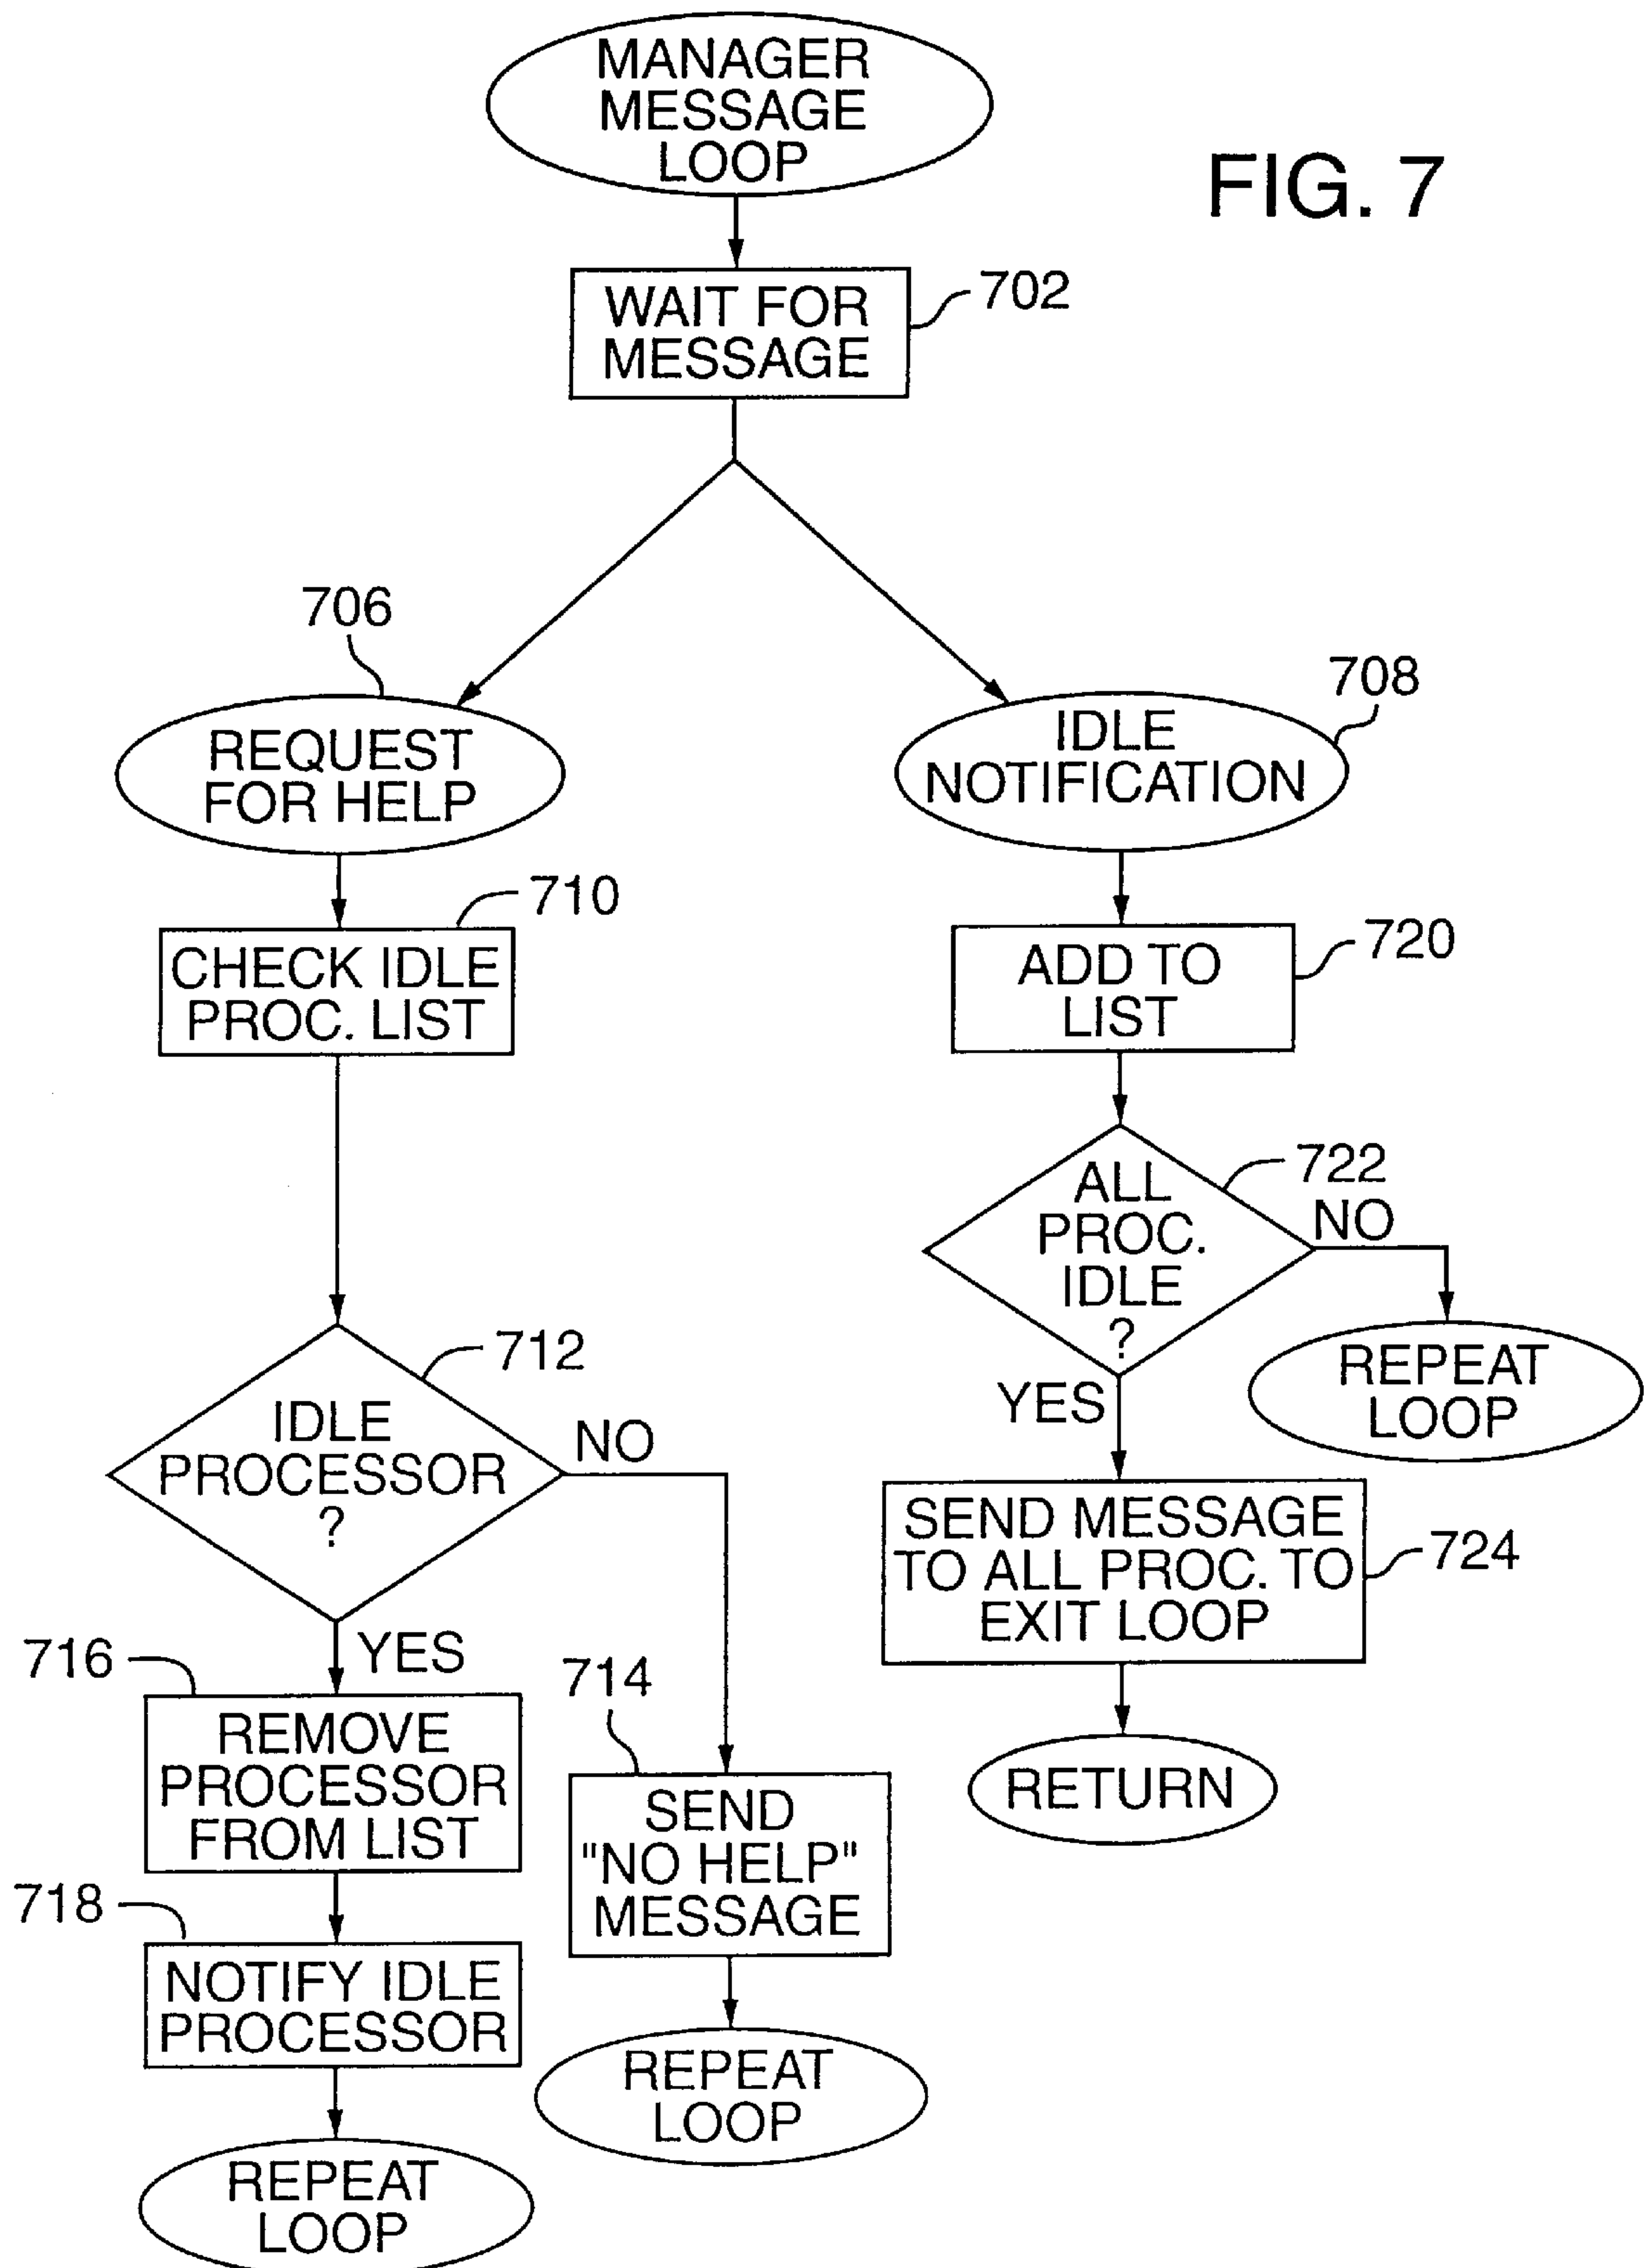 MANAGER
MESSAGE
LOOP
FIG. 7
WAIT FOR
MESSAGE
702
706
REQUEST
FOR HELP
708
IDLE
NOTIFICATION
710
CHECK IDLE
PROC. LIST
720
ADD TO
LIST
722
ALL
PROC.
IDLE
?
NO
REPEAT
LOOP
YES
712
IDLE
PROCESSOR
?
NO
YES
SEND MESSAGE
TO ALL PROC. TO
EXIT LOOP
724
RETURN
716
REMOVE
PROCESSOR
FROM LIST
714
SEND
"NO HELP"
MESSAGE
718
NOTIFY IDLE
PROCESSOR
REPEAT
LOOP
REPEAT
LOOP